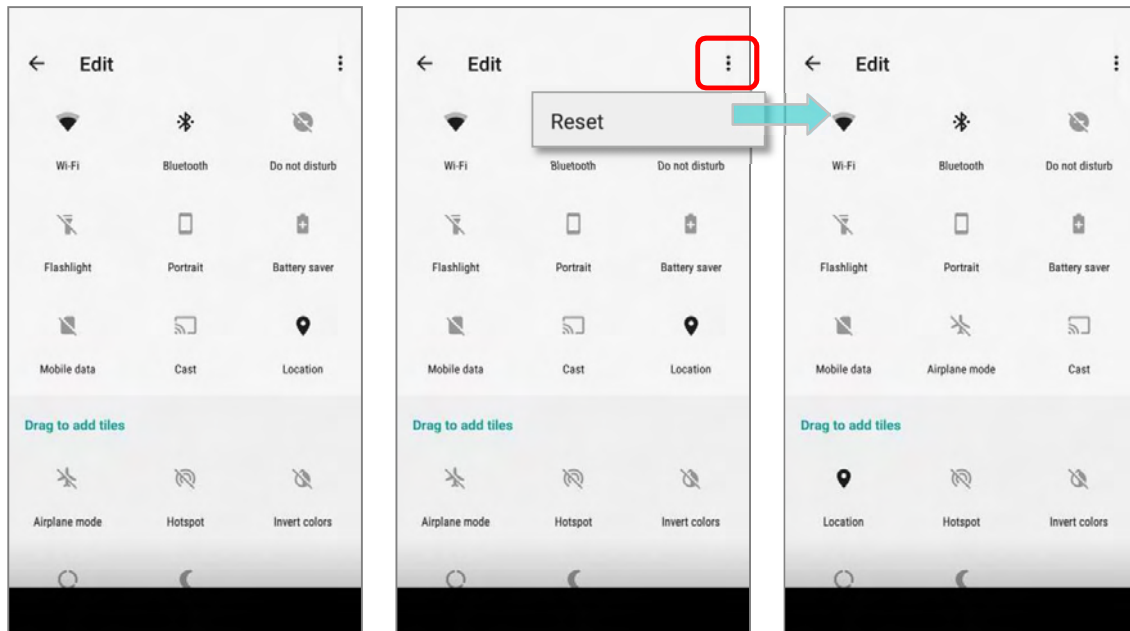 Edit
Wi-Fi Bluetooth Do not disturb
Flashlight Portrait Battery saver
Mobile data Cast Location
Drag to add tiles
Airplane mode Hotspot Invert colors
Edit
Reset
Wi-Fi Bluetooth Do not disturb
Flashlight Portrait Battery saver
Mobile data Cast Location
Drag to add tiles
Airplane mode Hotspot Invert colors
Edit
Wi-Fi Bluetooth Do not disturb
Flashlight Portrait Battery saver
Mobile data Airplane mode Cast
Drag to add tiles
Location Hotspot Invert colors